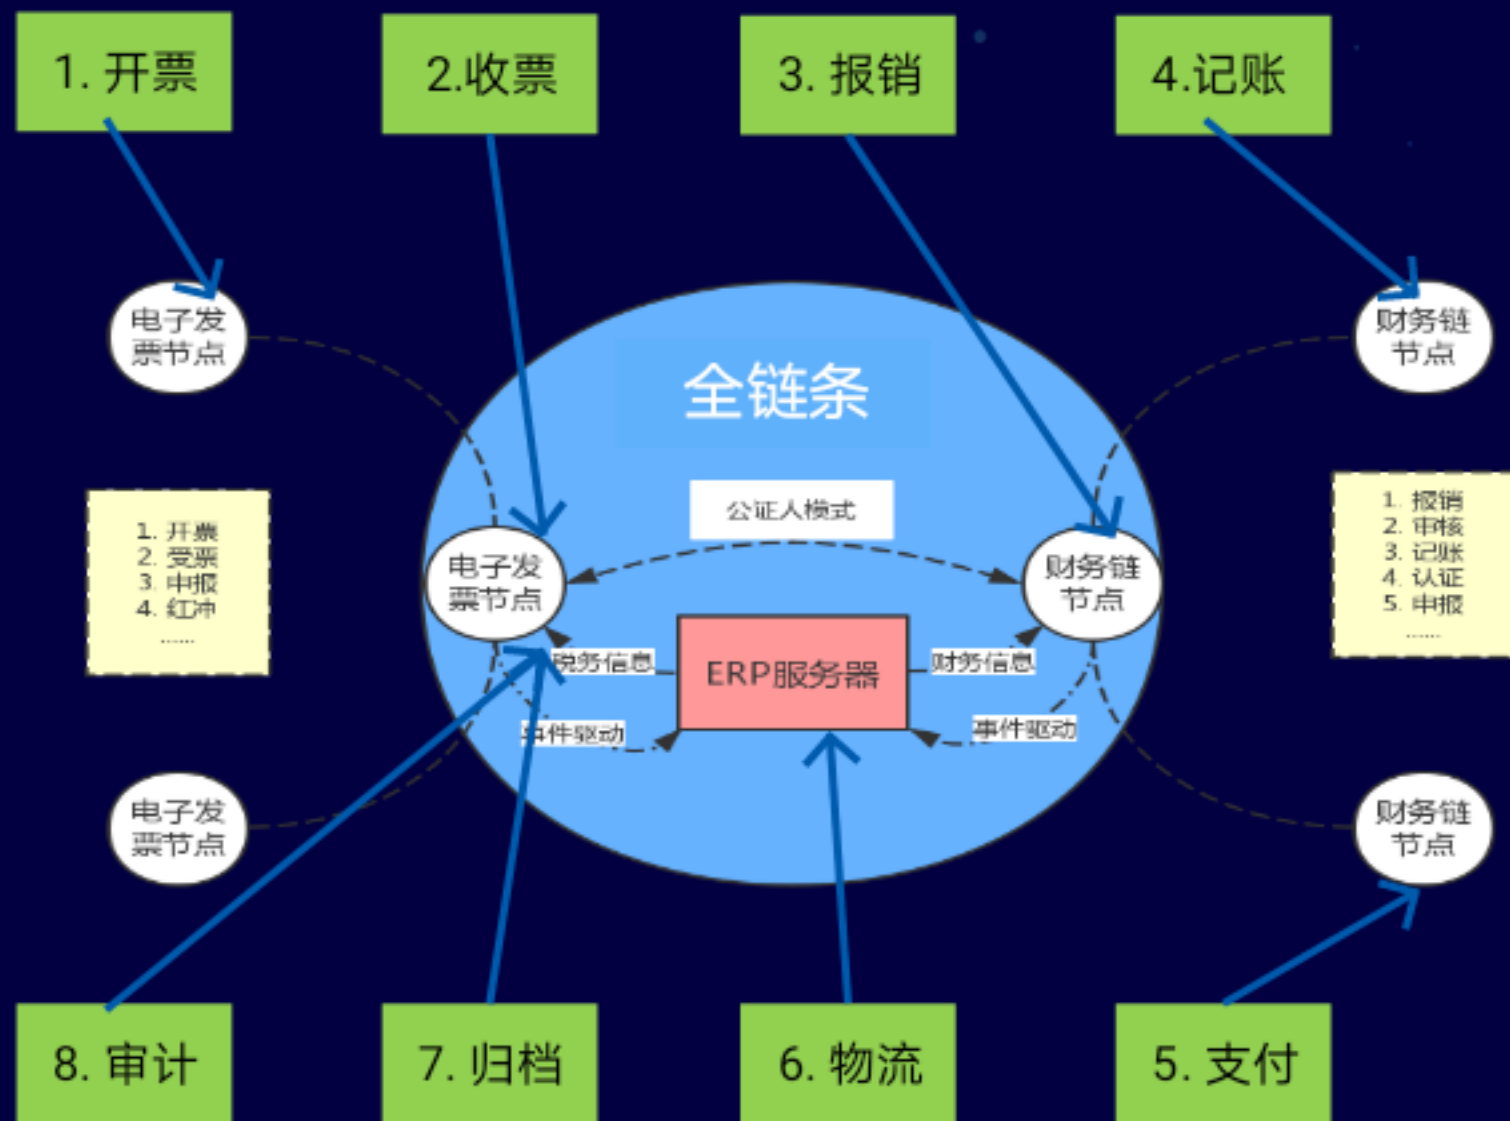 1. 开票
2.收票
3. 报销
4.记账
电子发
票节点
财务链
节点
全链条
公证人模式
1. 开票
2. 受票
3. 申报
4. 红冲
......
电子发
票节点
财务链
节点
1. 报销
2. 审核
3. 记账
4. 认证
5. 申报
......
税务信息
ERP服务器
财务信息
事件驱动
事件驱动
电子发
票节点
财务链
节点
8. 审计
7. 归档
6. 物流
5. 支付